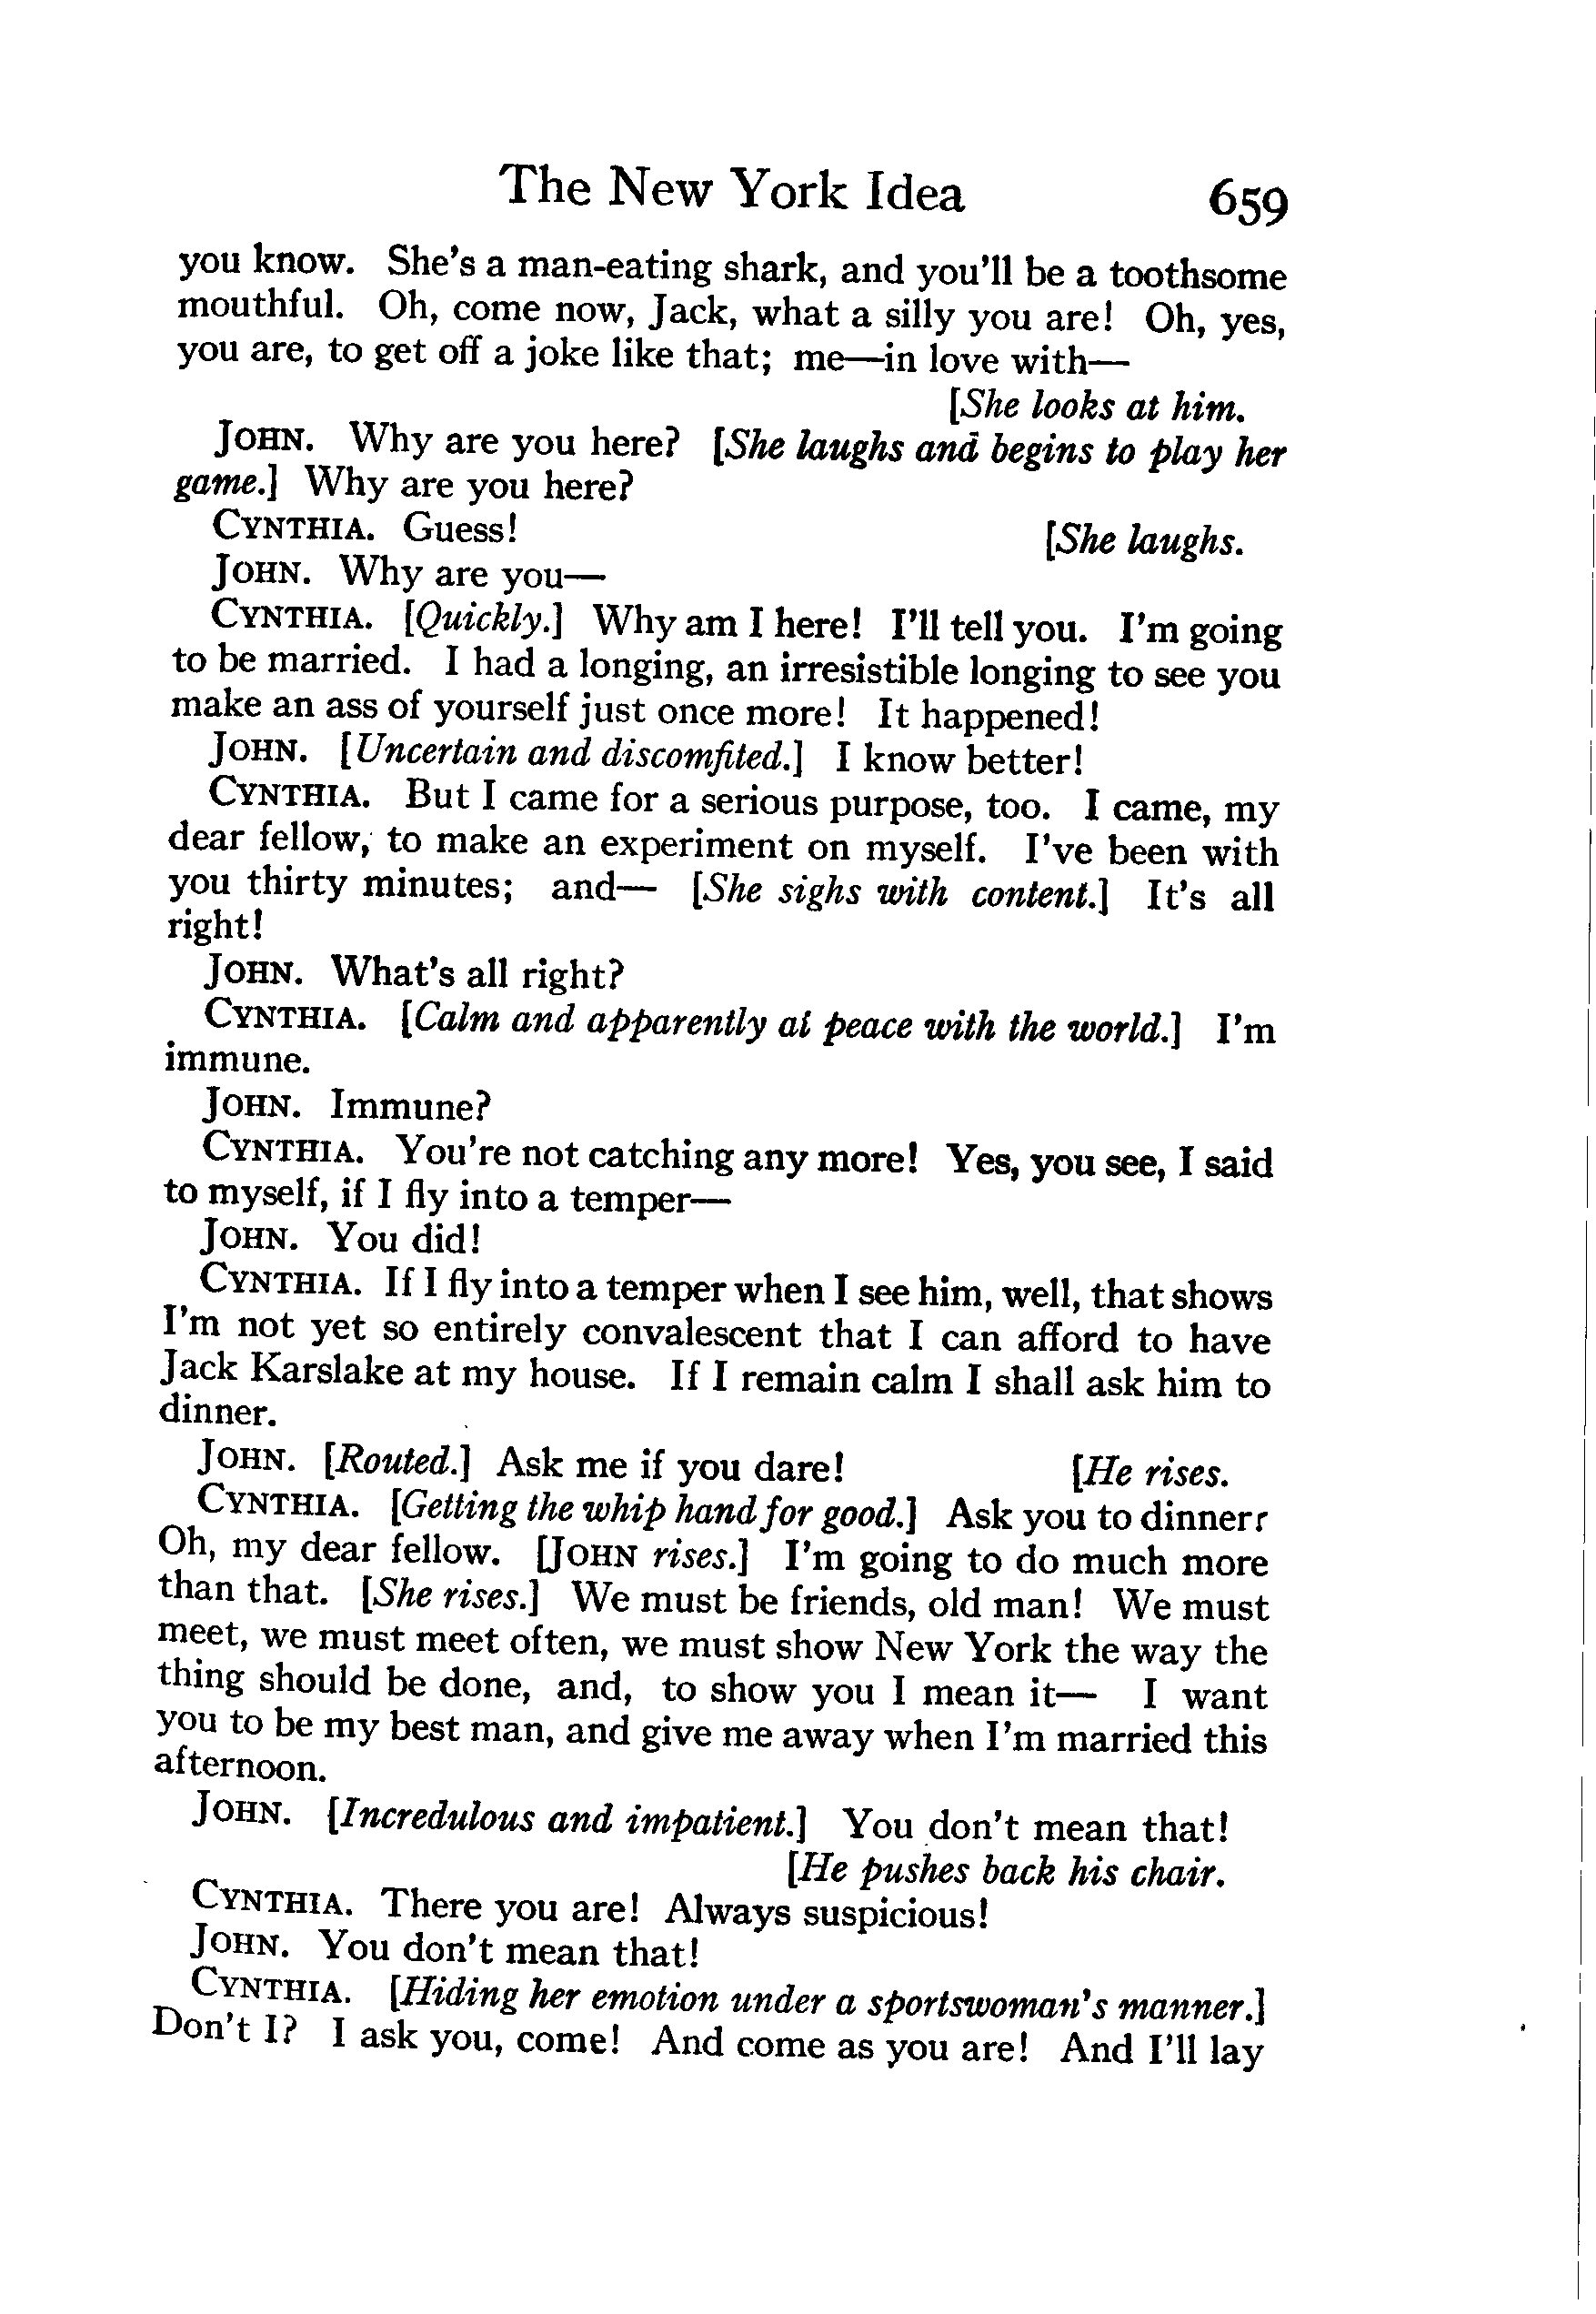 The New York Idea 659
you know. She's a man-eating shark, and you'll be a toothsome
mouthful. Oh, come now, Jack, what a silly you are! Oh, yes,
you are, to get off a joke like that; me—in love with—
[She looks at him.
JOHN. Why are you here? [She laughs and begins to play her
game.] Why are you here?
CYNTHIA. Guess! [She laughs.
JOHN. Why are you—
CYNTHIA. [Quickly.] Why am I here! I'll tell you. I'm going
to be married. I had a longing, an irresistible longing to see you
make an ass of yourself just once more! It happened!
JOHN. [Uncertain and discomfited.] I know better!
CYNTHIA. But I came for a serious purpose, too. I came, my
dear fellow, to make an experiment on myself. I've been with
you thirty minutes; and— [She sighs with content.] It's all
right!
JOHN. What's all right?
CYNTHIA. [Calm and apparently at peace with the world.] I'm
immune.
JOHN. Immune?
CYNTHIA. You're not catching any more! Yes, you see, I said
to myself, if I fly into a temper—
JOHN. You did!
CYNTHIA. If I fly into a temper when I see him, well, that shows
I'm not yet so entirely convalescent that I can afford to have
Jack Karslake at my house. If I remain calm I shall ask him to
dinner.
JOHN. [Routed.] Ask me if you dare! [He rises.
CYNTHIA. [Getting the whip hand for good.] Ask you to dinnerr
Oh, my dear fellow. [JOHN rises.] I'm going to do much more
than that. [She rises.] We must be friends, old man! We must
meet, we must meet often, we must show New York the way the
thing should be done, and, to show you I mean it— I want
you to be my best man, and give me away when I'm married this
afternoon.
JOHN. [Incredulous and impatient.] You don't mean that!
[He pushes back his chair.
CYNTHIA. There you are! Always suspicious!
JOHN. You don't mean that!
CYNTHIA. [Hiding her emotion under a sportswoman's manner.]
Don't I? I ask you, come! And come as you are! And I'll lay